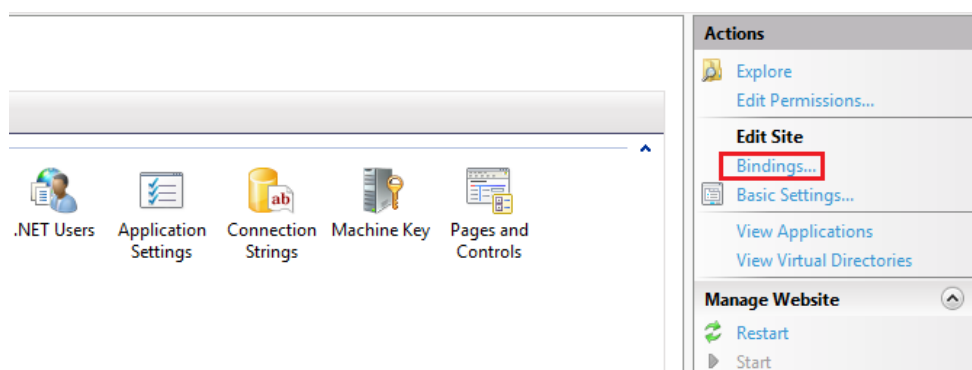 .NET Users
Application
Settings
ab
Connection
Strings
Machine Key
Pages and
Controls
Actions
Explore
Edit Permissions...
Edit Site
Bindings...
Basic Settings...
View Applications
View Virtual Directories
Manage Website
Restart
Start